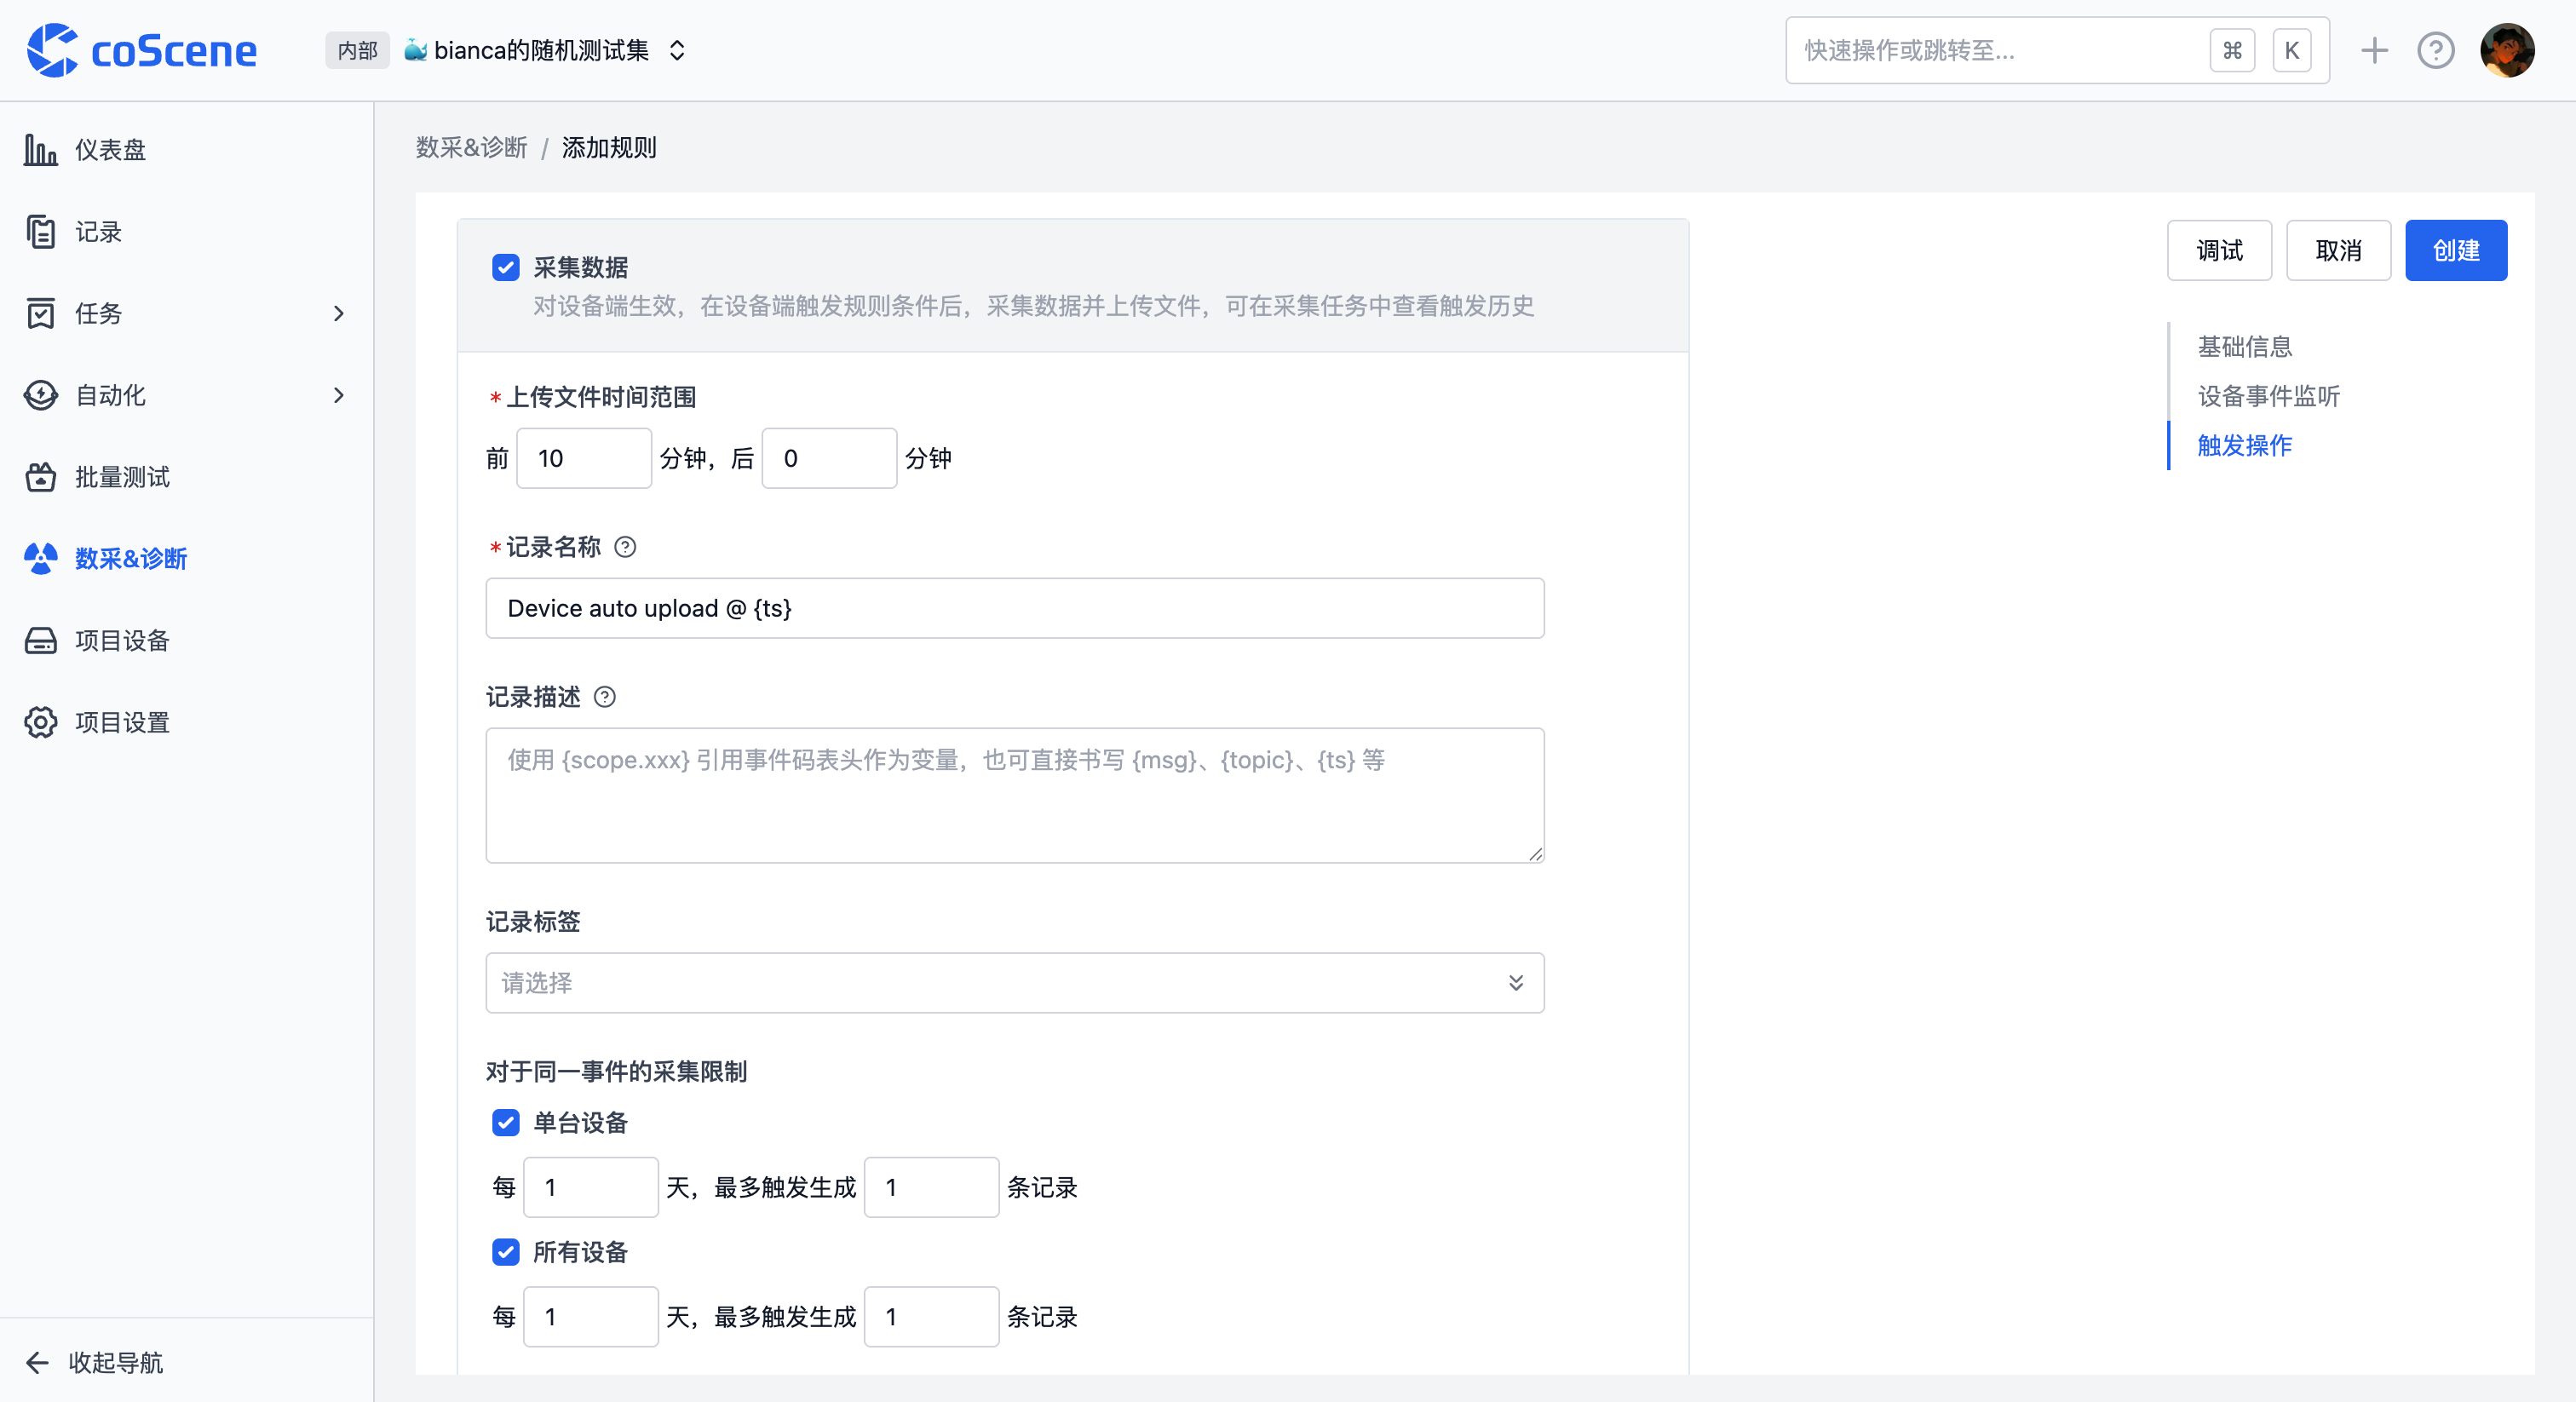 coScene
内部
bianca的随机测试集
快速操作或跳转至...
⌘
K
仪表盘
记录
任务
自动化
批量测试
数采&诊断
项目设备
项目设置
收起导航
数采&诊断 / 添加规则
采集数据
对设备端生效，在设备端触发规则条件后，采集数据并上传文件，可在采集任务中查看触发历史
* 上传文件时间范围
前 10 分钟，后 0 分钟
* 记录名称
Device auto upload @ {ts}
记录描述
使用 {scope.xxx} 引用事件码表头作为变量，也可直接书写 {msg}、{topic}、{ts} 等
记录标签
请选择
对于同一事件的采集限制
单台设备
每 1 天，最多触发生成 1 条记录
所有设备
每 1 天，最多触发生成 1 条记录
调试
取消
创建
基础信息
设备事件监听
触发操作